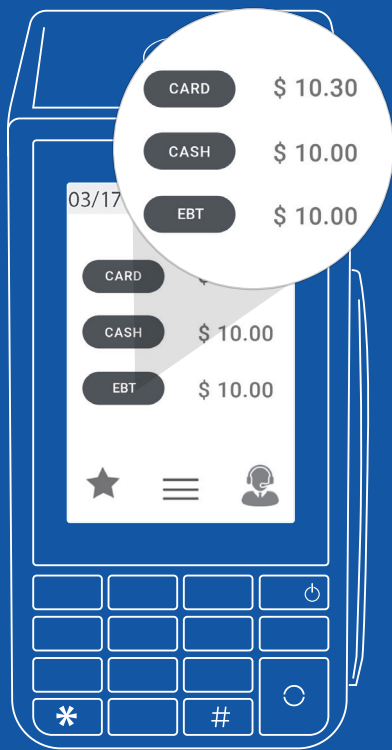 CARD $ 10.30
CASH $ 10.00
EBT $ 10.00
03/17
CARD
CASH $ 10.00
EBT $ 10.00
* #